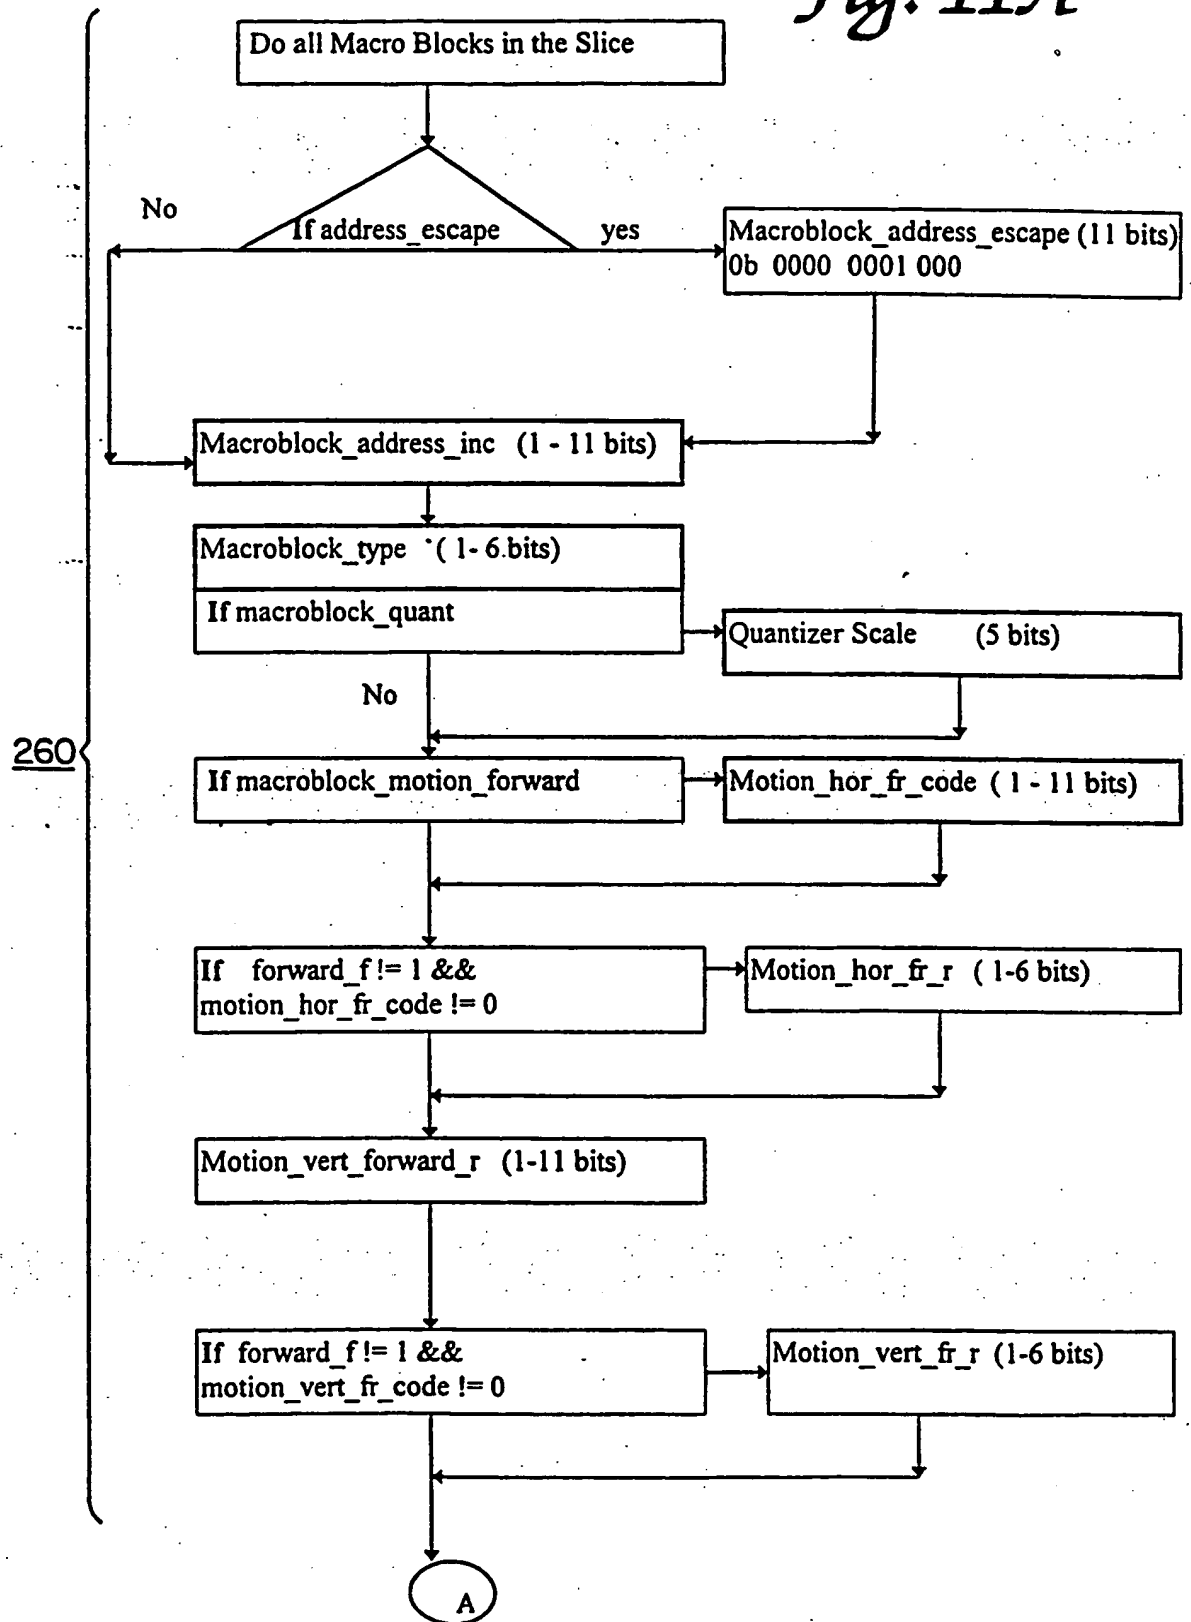 Fig. 11A
Do all Macro Blocks in the Slice
No
If address_escape
yes
Macroblock_address_escape (11 bits)
0b 0000 0001 000
Macroblock_address_inc (1 - 11 bits)
Macroblock_type ( 1- 6.bits)
If macroblock_quant
Quantizer Scale (5 bits)
No
260
If macroblock_motion_forward
Motion_hor_fr_code ( 1 - 11 bits)
If forward_f != 1 &&
motion_hor_fr_code != 0
Motion_hor_fr_r ( 1-6 bits)
Motion_vert_forward_r (1-11 bits)
If forward_f != 1 &&
motion_vert_fr_code != 0
Motion_vert_fr_r (1-6 bits)
A